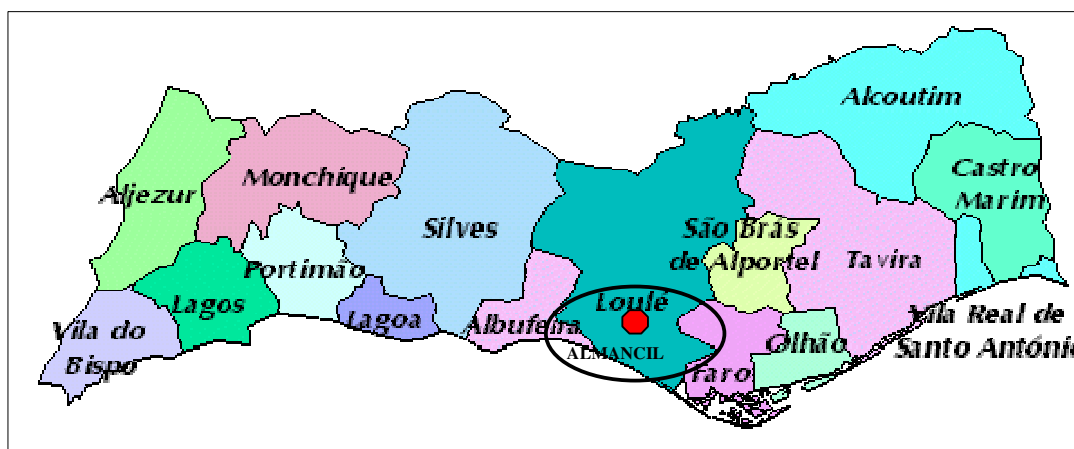 Alcoutim
Castro
Marim
Monchique
Aljezur
Silves
São Brás
de Alportel
Tavira
Portimão
Lagos
Lagoa
Loulé
Albufeira
Vila do
Bispo
ALMANCIL
Faro
Olhão
Vila Real de
Santo António